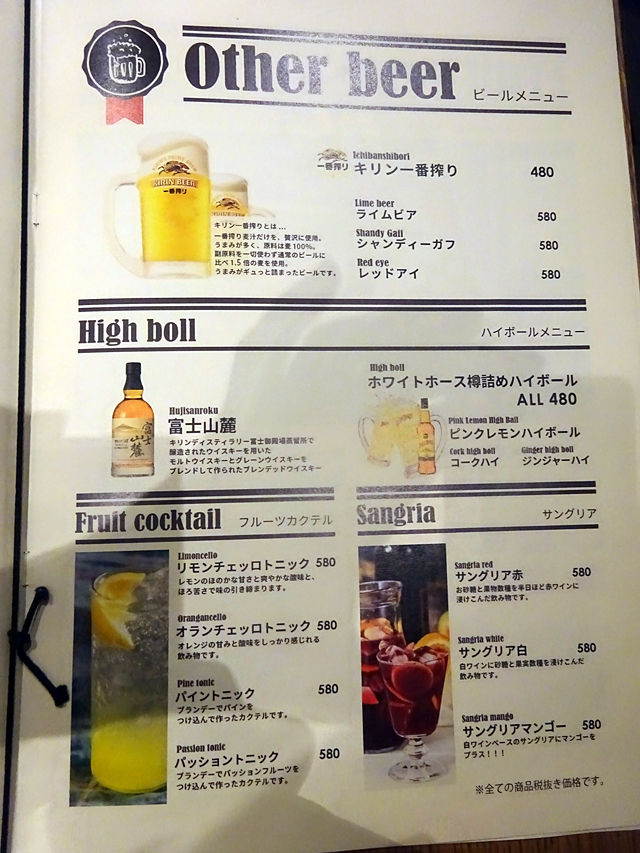 Other beer
ビールメニュー
KIRIN BEER
一番搾り
キリン一番搾りとは…
一番搾り麦汁だけを、贅沢に使用。
うまみが多く、原料は麦100%。
副原料を一切使わず通常のビールに
比べ1.5倍の麦を使用。
うまみがギュっと詰まったビールです。
一番搾り
Ichibanshibori
キリン一番搾り 480
Lime beer
ライムビア 580
Shandy Gafi
シャンディーガフ 580
Red eye
レッドアイ 580
High boll
ハイボールメニュー
富士山麓
Hujisanroku
富士山麓
キリンディスティラリー富士御殿場蒸留所で
醸造されたウイスキーを用いた
モルトウイスキーとグレーンウイスキーを
ブレンドして作られたブレンデッドウイスキー
High boll
ホワイトホース樽詰めハイボール
ALL 480
Pink Lemon High Ball
ピンクレモンハイボール
Cork high boll
コークハイ
Ginger high boll
ジンジャーハイ
Fruit cocktail
フルーツカクテル
Limoncello
リモンチェッロトニック 580
レモンのほのかな甘さと爽やかな酸味と、
ほろ苦さで味の引き締まります。
Orangancello
オランチェッロトニック 580
オレンジの甘みと酸味をしっかり感じれる
飲み物です。
Pine tonic
パイントニック 580
ブランデーでパインを
つけ込んで作ったカクテルです。
Passion tonic
パッショントニック 580
ブランデーでパッションフルーツを
つけ込んで作ったカクテルです。
Sangria
サングリア
Sangria red
サングリア赤 580
お砂糖と果物数種を半日ほど赤ワインに
浸けこんだ飲み物です。
Sangria white
サングリア白 580
白ワインに砂糖と果実数種を浸けこんだ
飲み物です。
Sangria mango
サングリアマンゴー 580
白ワインベースのサングリアにマンゴーを
プラス！！！
※全ての商品税抜き価格です。